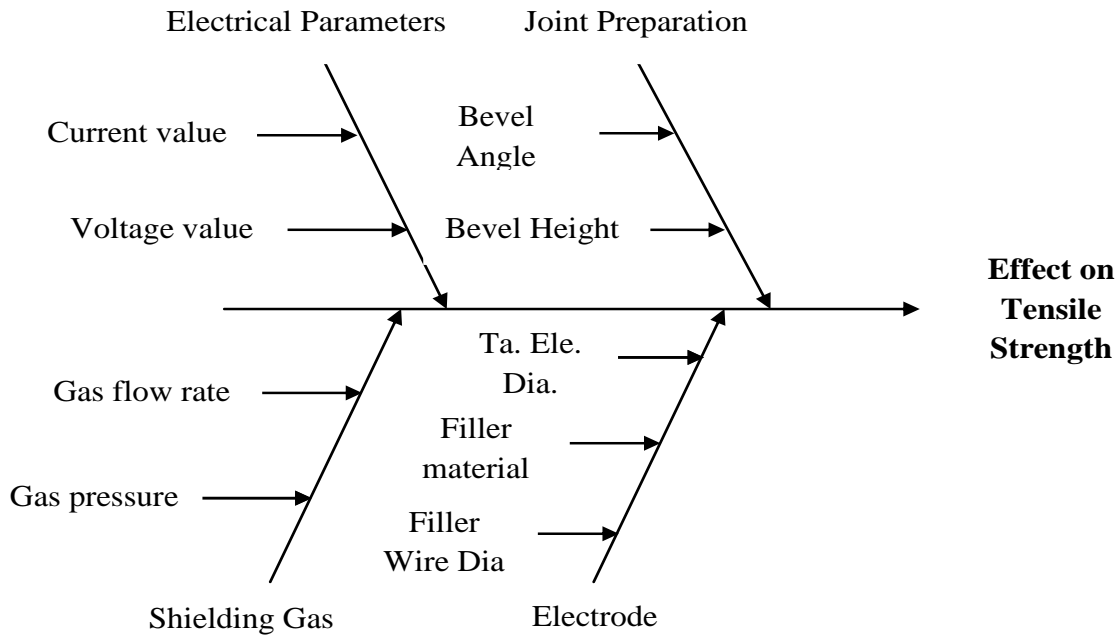 Electrical Parameters
Joint Preparation
Current value
Bevel
Angle
Voltage value
Bevel Height
Effect on
Tensile
Strength
Ta. Ele.
Dia.
Gas flow rate
Filler
material
Gas pressure
Filler
Wire Dia
Shielding Gas
Electrode